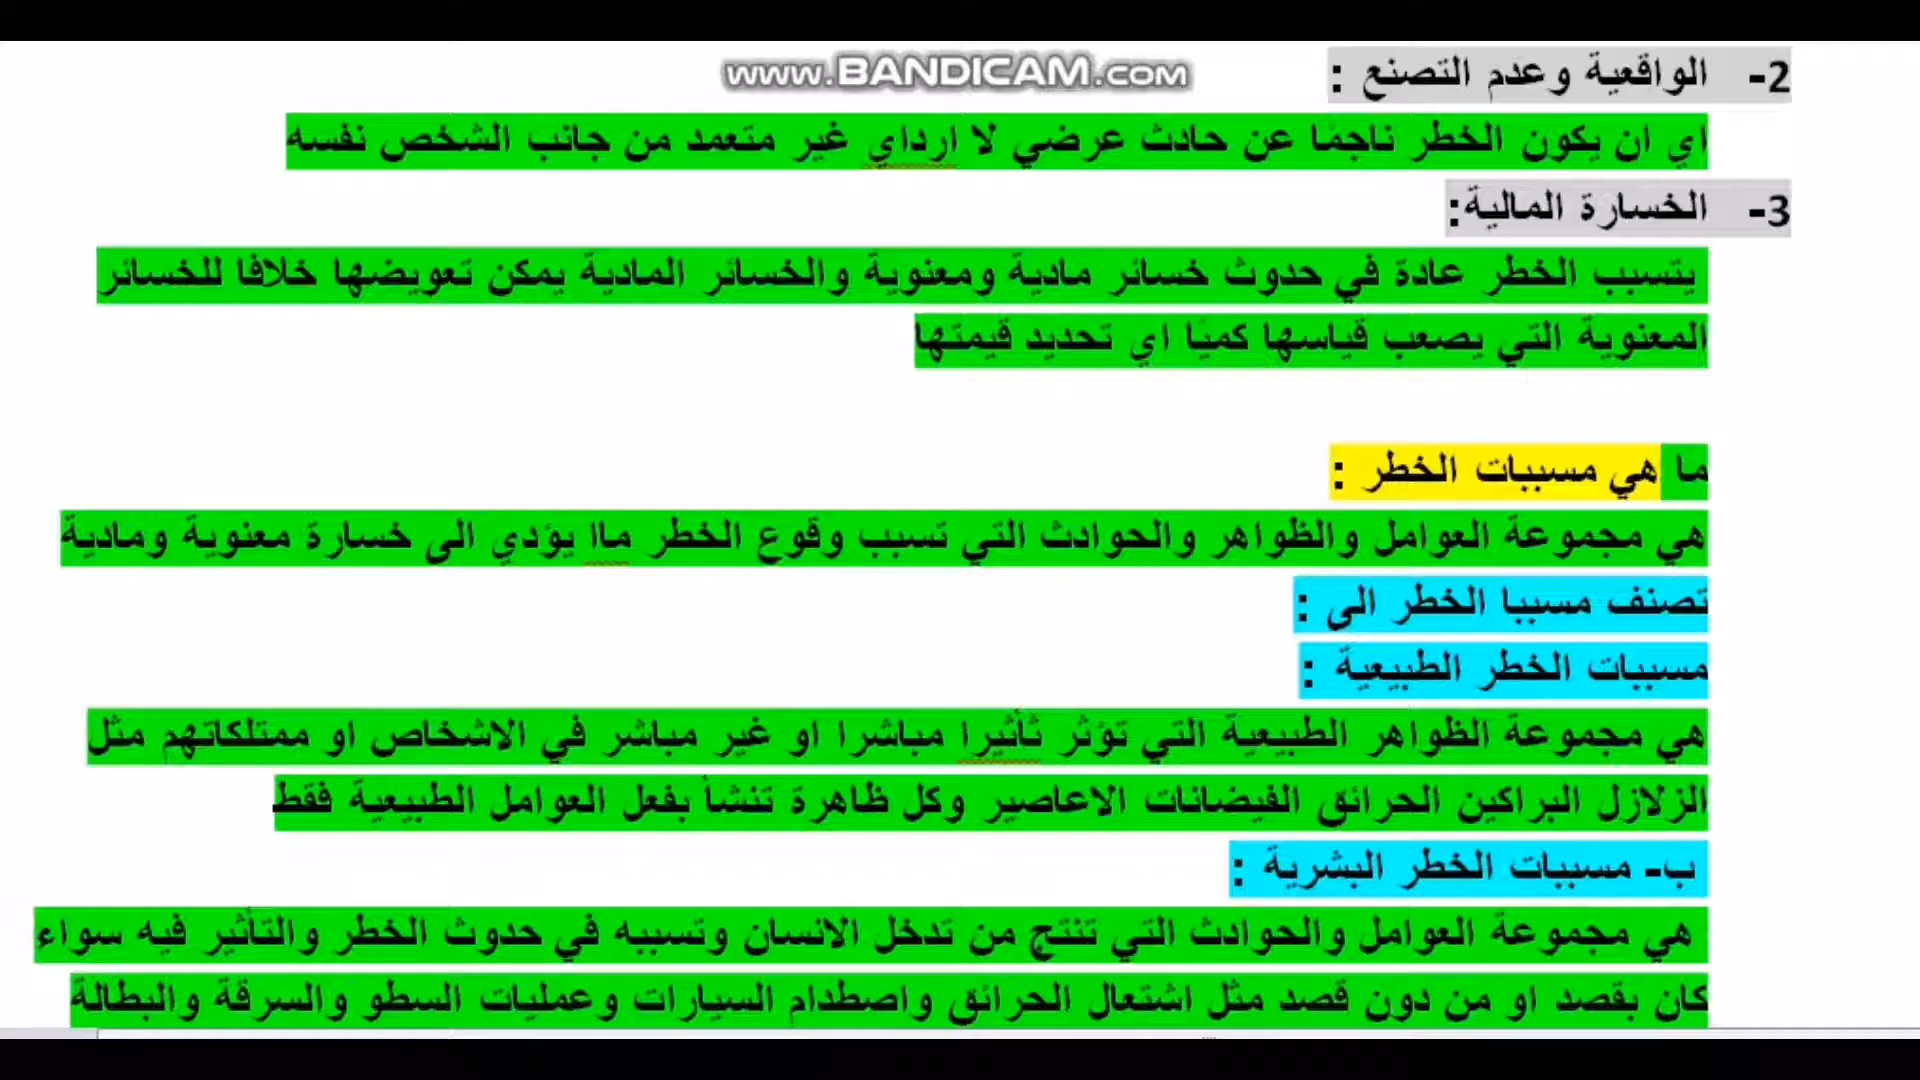 www.BANDICAM.com
2- الواقعية وعدم التصنع :
اي ان يكون الخطر ناجمًا عن حادث عرضي لا ارداي غير متعمد من جانب الشخص نفسه
3- الخسارة المالية:
يتسبب الخطر عادة في حدوث خسائر مادية ومعنوية والخسائر المادية يمكن تعويضها خلافا للخسائر
المعنوية التي يصعب قياسها كميًا اي تحديد قيمتها
ما هي مسببات الخطر :
هي مجموعة العوامل والظواهر والحوادث التي تسبب وقوع الخطر ماا يؤدي الى خسارة معنوية ومادية
تصنف مسببا الخطر الى :
مسببات الخطر الطبيعية :
هي مجموعة الظواهر الطبيعية التي تؤثر ثأثيرا مباشرا او غير مباشر في الاشخاص او ممتلكاتهم مثل
الزلازل البراكين الحرائق الفيضانات الاعاصير وكل ظاهرة تنشأ بفعل العوامل الطبيعية فقط
ب- مسببات الخطر البشرية :
هي مجموعة العوامل والحوادث التي تنتج من تدخل الانسان وتسببه في حدوث الخطر والتأثير فيه سواء
كان بقصد او من دون قصد مثل اشتعال الحرائق واصطدام السيارات وعمليات السطو والسرقة والبطالة